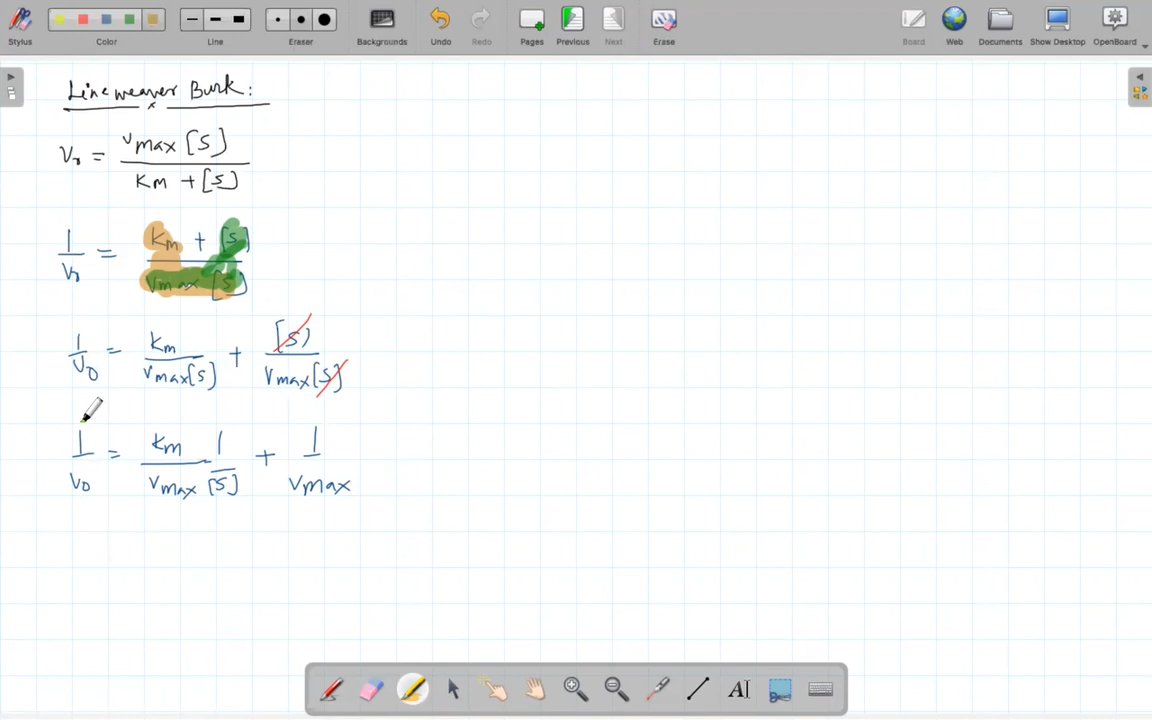 Stylus Color Line Eraser Backgrounds Undo Redo Pages Previous Next Erase Board Web Documents Show Desktop OpenBoard
Lineweaver Burk:
V₀ = Vmax [S] / Km + [S]
1/V₀ = Km + [S] / Vmax [S]
1/V₀ = Km / Vmax[S] + [S] / Vmax[S]
1/V₀ = Km / Vmax 1/[S] + 1 / Vmax